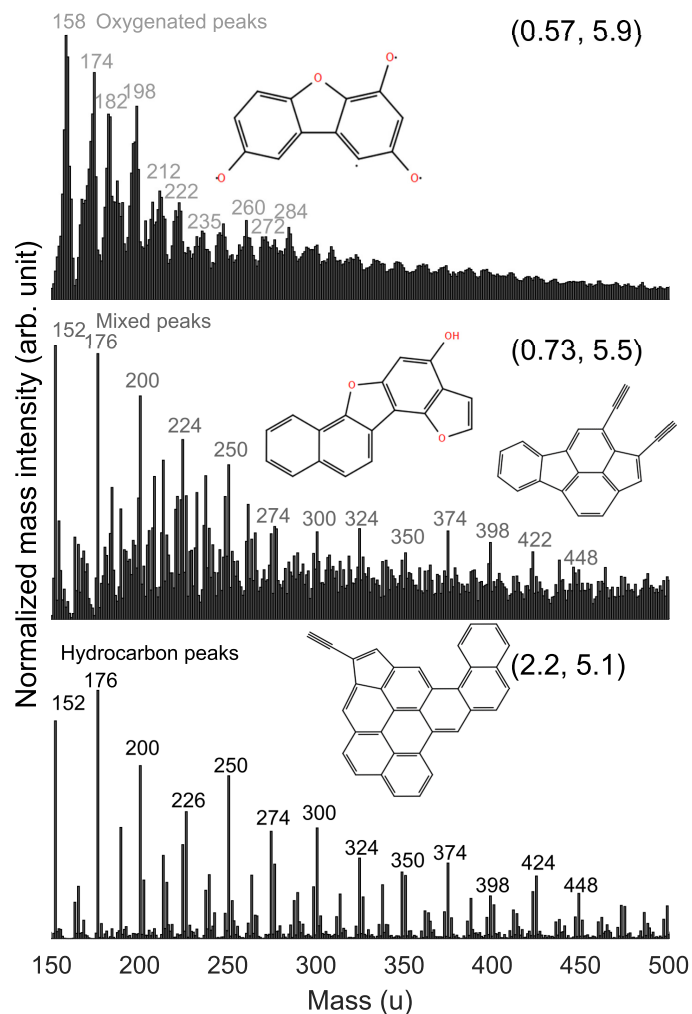 158 Oxygenated peaks
(0.57, 5.9)
174
182
198
212
222
235
260
272
284
O
O•
•O
O•
152
Mixed peaks
176
(0.73, 5.5)
200
224
250
274
300
324
350
374
398
422
448
OH
O
O
Hydrocarbon peaks
(2.2, 5.1)
152
176
200
226
250
274
300
324
350
374
398
424
448
Normalized mass intensity (arb. unit)
150 200 250 300 350 400 450 500
Mass (u)